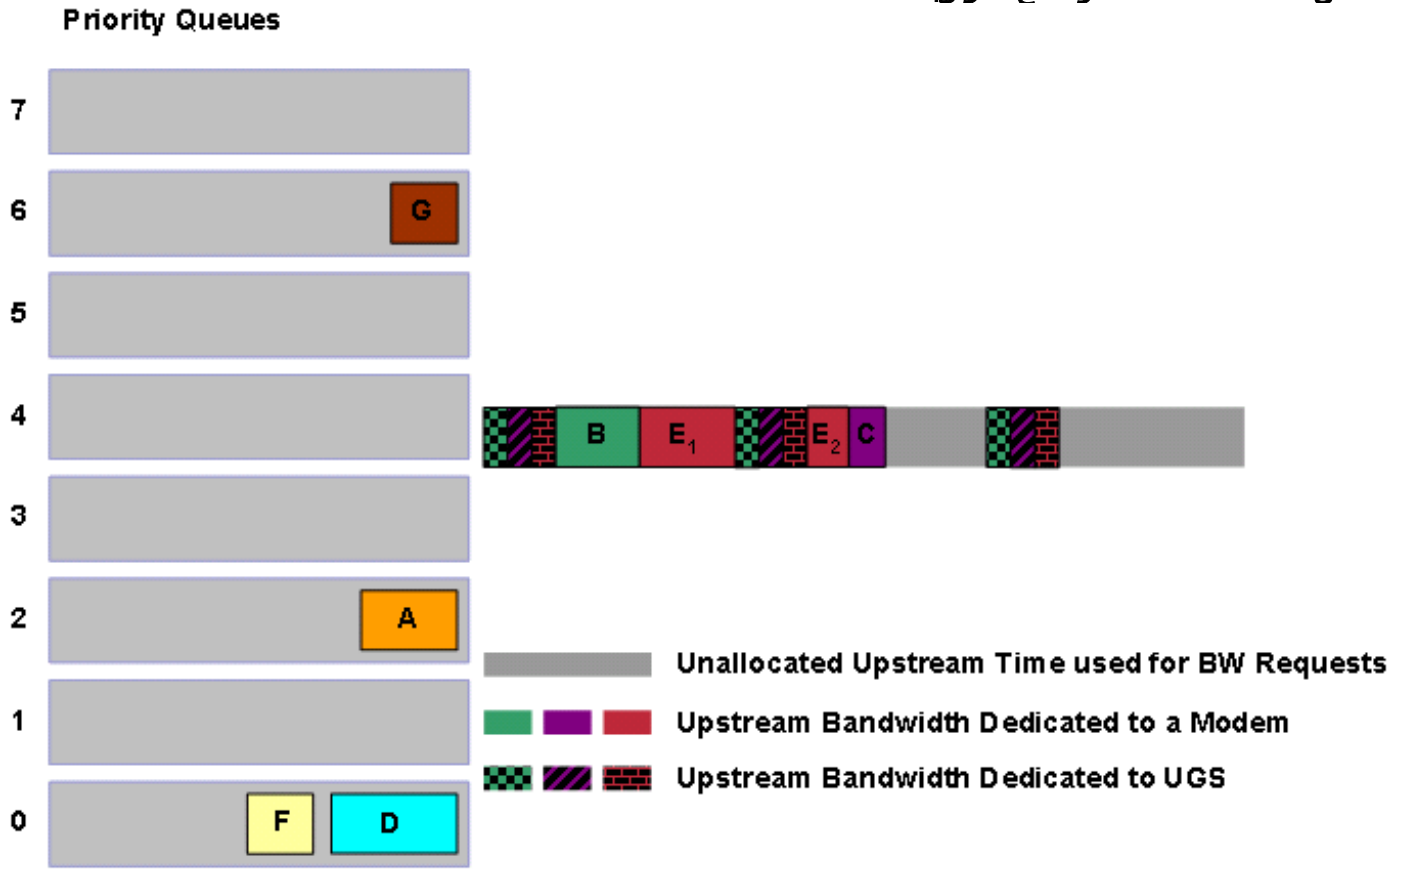 Priority Queues
7
6 G
5
4 B E1 E2 C
3
2 A
Unallocated Upstream Time used for BW Requests
1 Upstream Bandwidth Dedicated to a Modem
Upstream Bandwidth Dedicated to UGS
0 F D